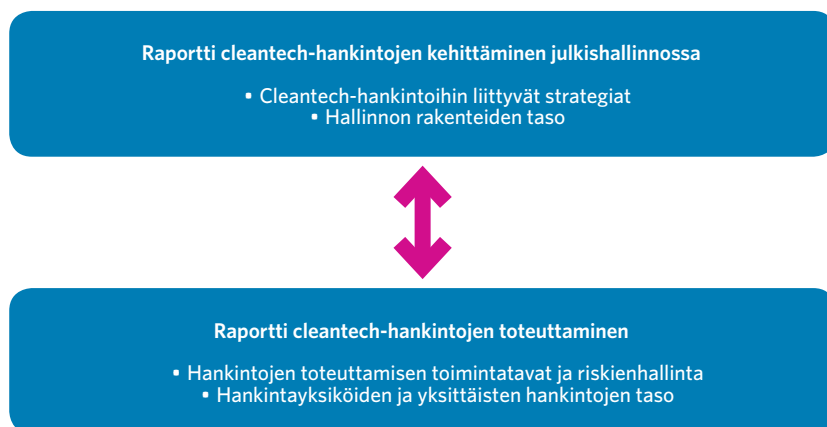 Raportti cleantech-hankintojen kehittäminen julkishallinnossa
▪ Cleantech-hankintoihin liittyvät strategiat
▪ Hallinnon rakenteiden taso
Raportti cleantech-hankintojen toteuttaminen
▪ Hankintojen toteuttamisen toimintatavat ja riskienhallinta
▪ Hankintayksiköiden ja yksittäisten hankintojen taso